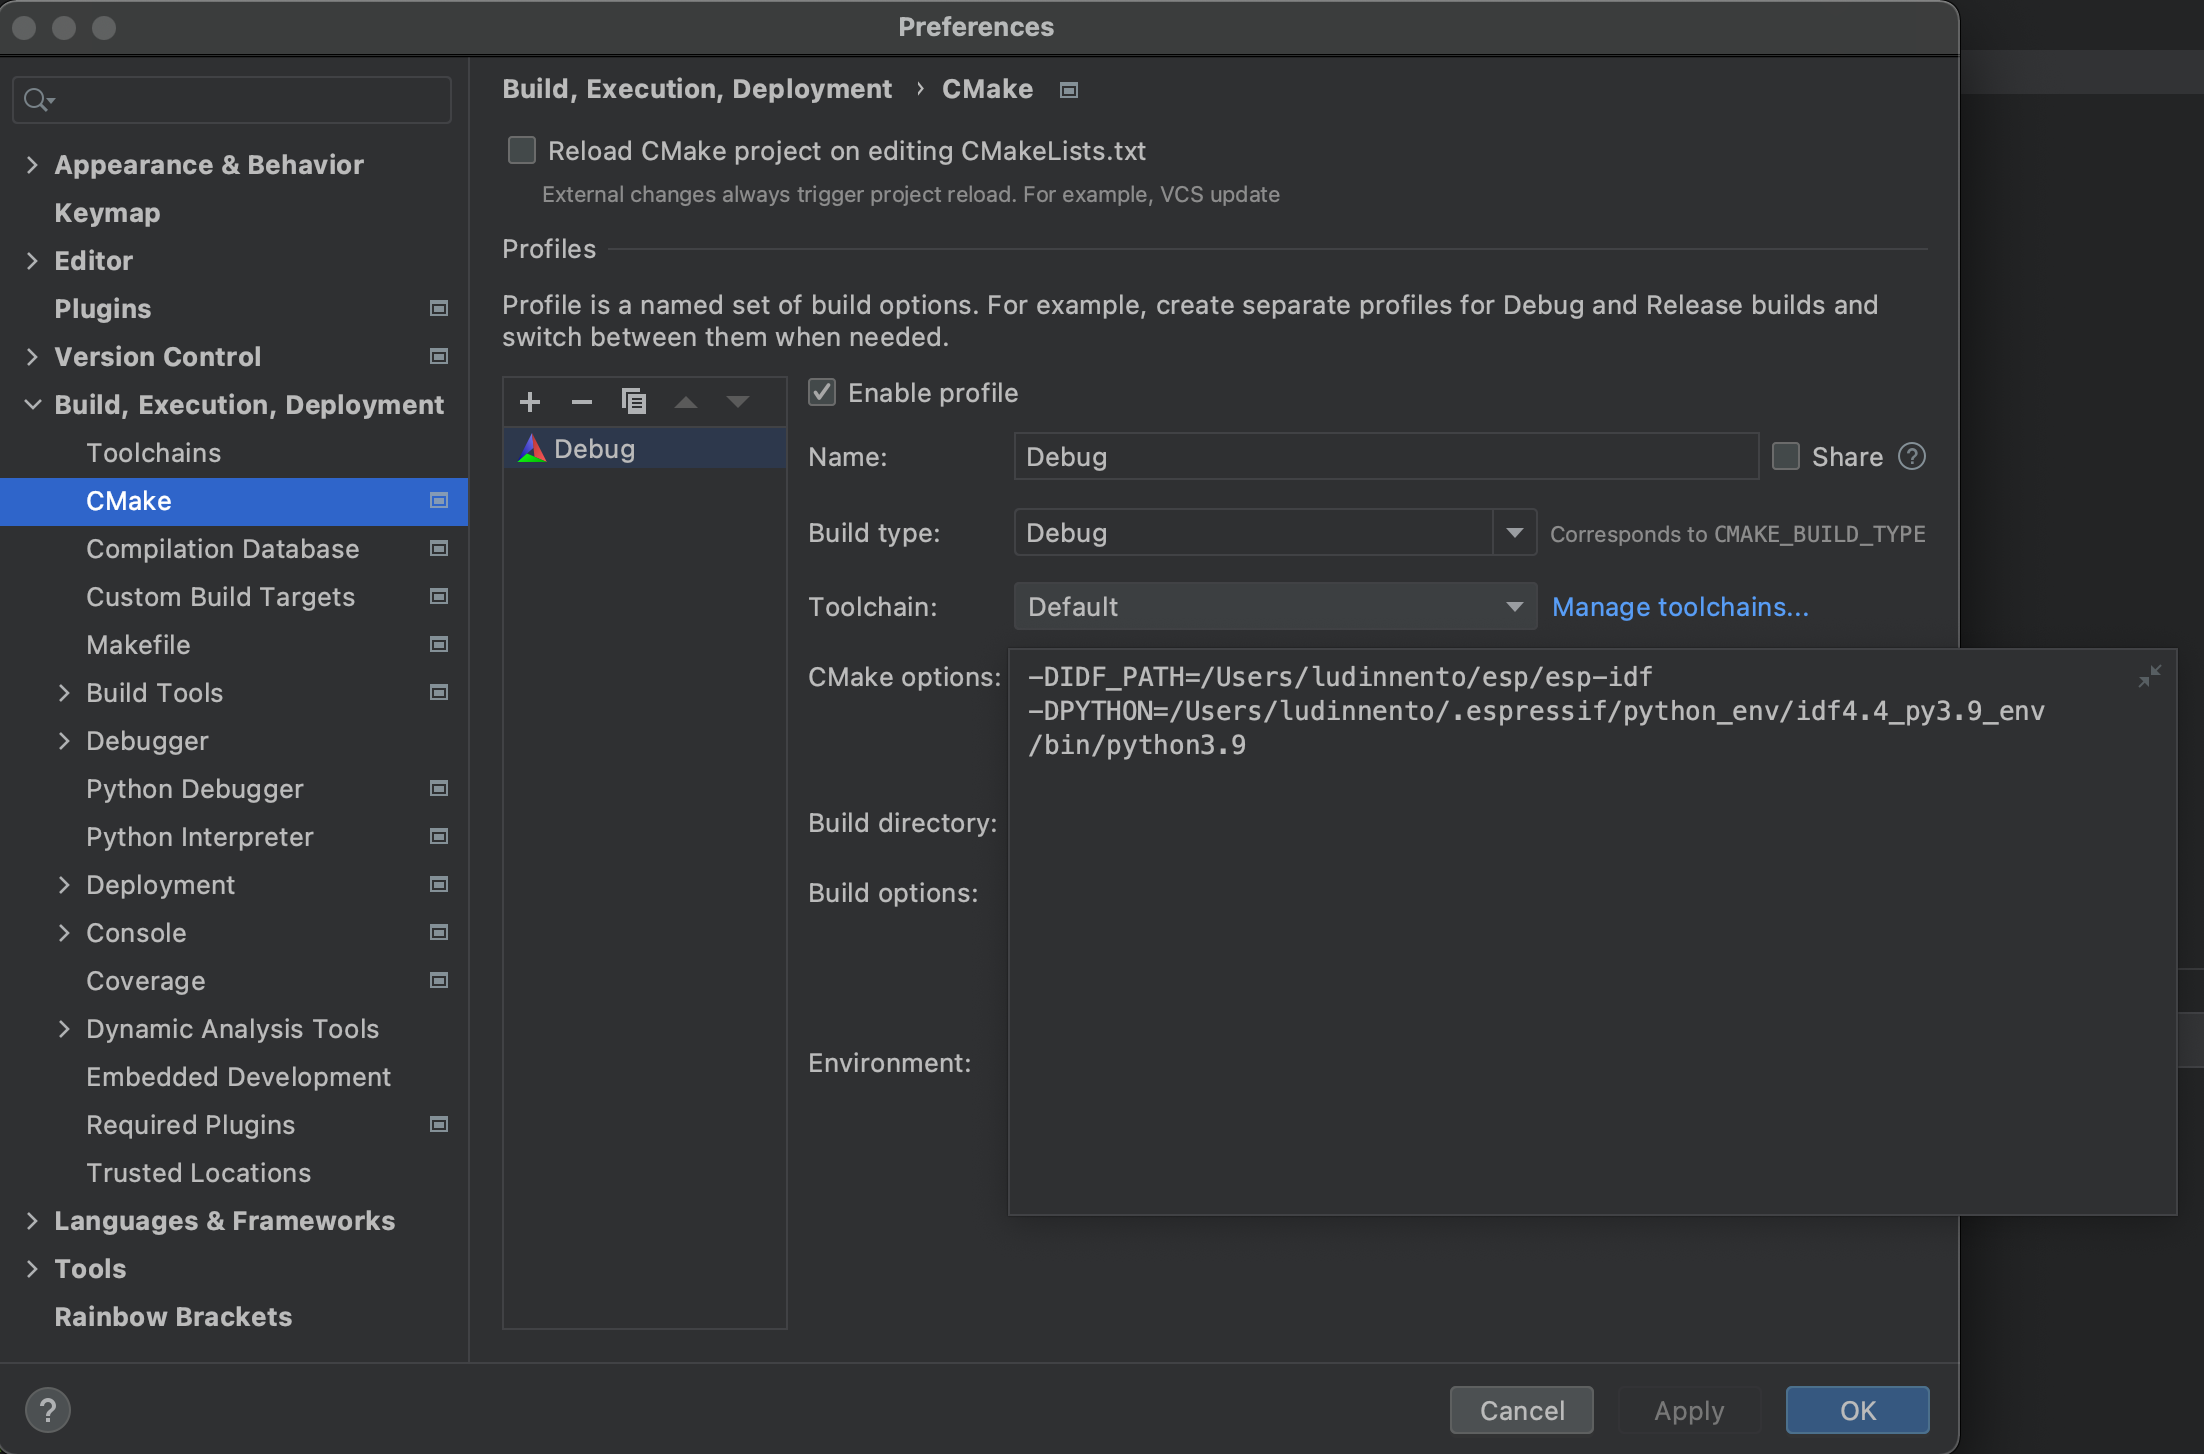 Preferences
Appearance & Behavior
Keymap
Editor
Plugins
Version Control
Build, Execution, Deployment
Toolchains
CMake
Compilation Database
Custom Build Targets
Makefile
Build Tools
Debugger
Python Debugger
Python Interpreter
Deployment
Console
Coverage
Dynamic Analysis Tools
Embedded Development
Required Plugins
Trusted Locations
Languages & Frameworks
Tools
Rainbow Brackets
Build, Execution, Deployment › CMake
Reload CMake project on editing CMakeLists.txt
External changes always trigger project reload. For example, VCS update
Profiles
Profile is a named set of build options. For example, create separate profiles for Debug and Release builds and
switch between them when needed.
Debug
Enable profile
Name: Debug Share ?
Build type: Debug Corresponds to CMAKE_BUILD_TYPE
Toolchain: Default Manage toolchains...
CMake options: -DIDF_PATH=/Users/ludinnento/esp/esp-idf
-DPYTHON=/Users/ludinnento/.espressif/python_env/idf4.4_py3.9_env
/bin/python3.9
Build directory:
Build options:
Environment:
? Cancel Apply OK